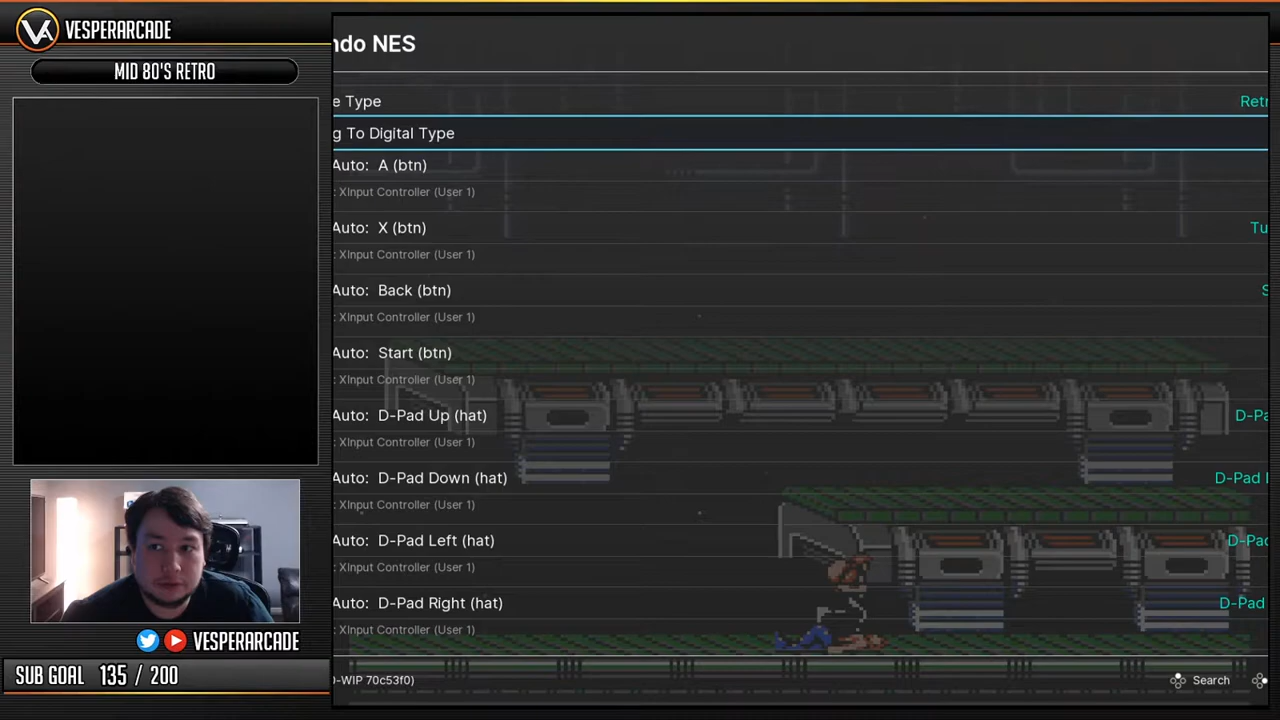 VA VESPERARCADE
MID 80'S RETRO
ndo NES
e Type Retr
g To Digital Type
Auto: A (btn)
: XInput Controller (User 1)
Auto: X (btn) Tu
: XInput Controller (User 1)
Auto: Back (btn) S
: XInput Controller (User 1)
Auto: Start (btn)
: XInput Controller (User 1)
Auto: D-Pad Up (hat) D-Pa
: XInput Controller (User 1)
Auto: D-Pad Down (hat) D-Pad
: XInput Controller (User 1)
Auto: D-Pad Left (hat) D-Pad
: XInput Controller (User 1)
Auto: D-Pad Right (hat) D-Pad
: XInput Controller (User 1)
VESPERARCADE
SUB GOAL 135 / 200
-WIP 70c53f0) Search